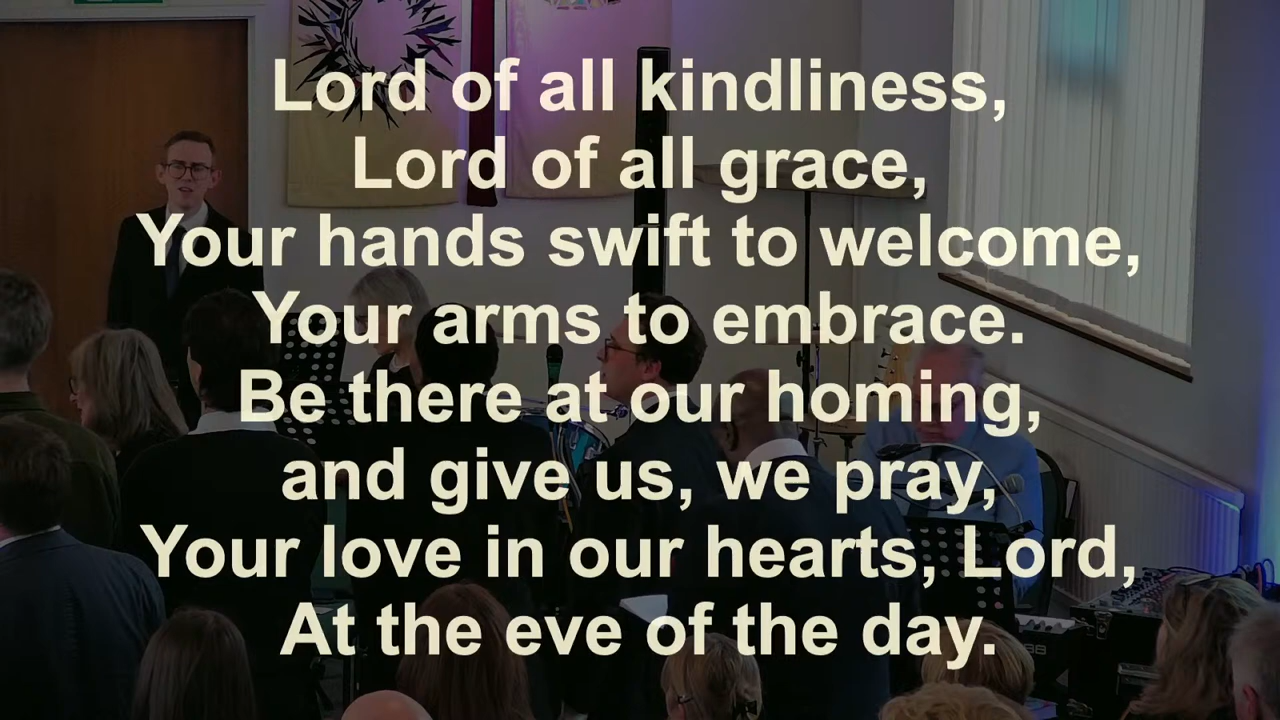 Lord of all kindliness,
Lord of all grace,
Your hands swift to welcome,
Your arms to embrace.
Be there at our homing,
and give us, we pray,
Your love in our hearts, Lord,
At the eve of the day.